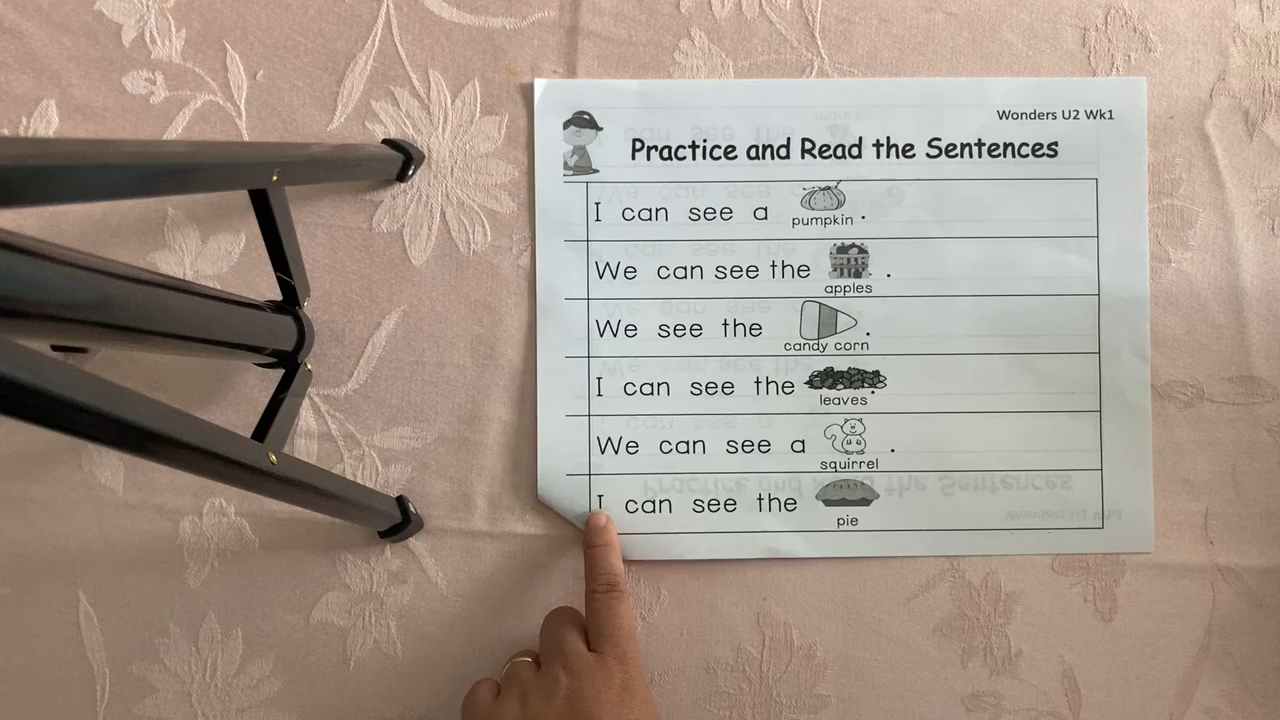 Wonders U2 Wk1
Practice and Read the Sentences
I can see a pumpkin .
We can see the apples .
We see the candy corn .
I can see the leaves .
We can see a squirrel .
I can see the pie